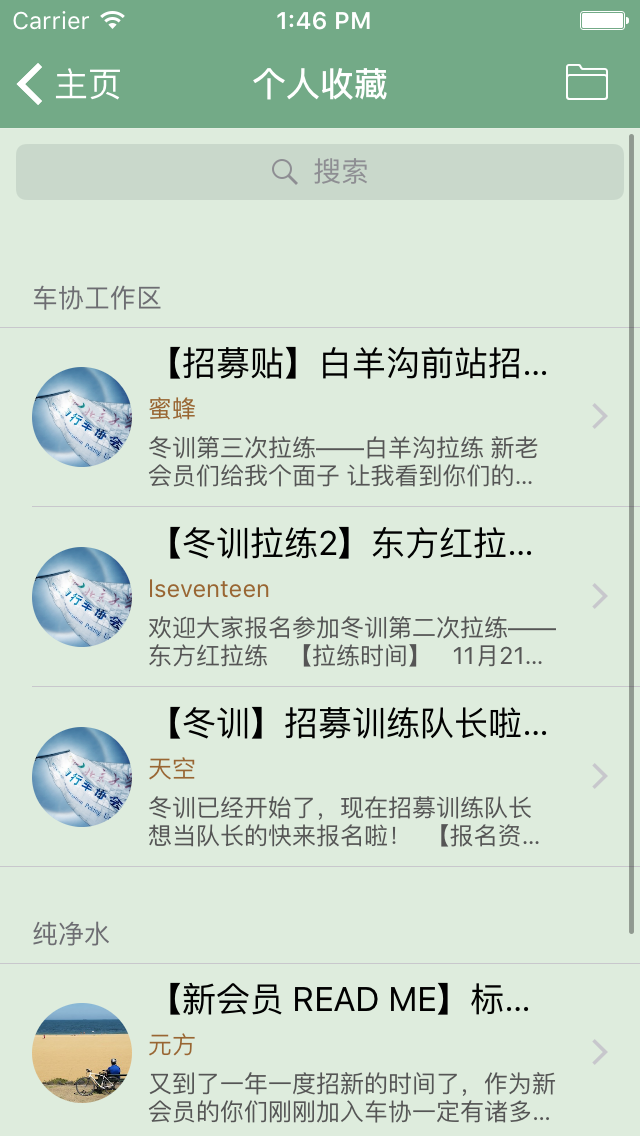 Carrier 1:46 PM
主页 个人收藏
搜索
车协工作区
【招募贴】白羊沟前站招...
蜜蜂
冬训第三次拉练——白羊沟拉练 新老
会员们给我个面子 让我看到你们的...
【冬训拉练2】东方红拉...
lseventeen
欢迎大家报名参加冬训第二次拉练——
东方红拉练 【拉练时间】 11月21...
【冬训】招募训练队长啦...
天空
冬训已经开始了，现在招募训练队长
想当队长的快来报名啦！ 【报名资...
纯净水
【新会员 READ ME】标...
元方
又到了一年一度招新的时间了，作为新
会员的你们刚刚加入车协一定有诸多...